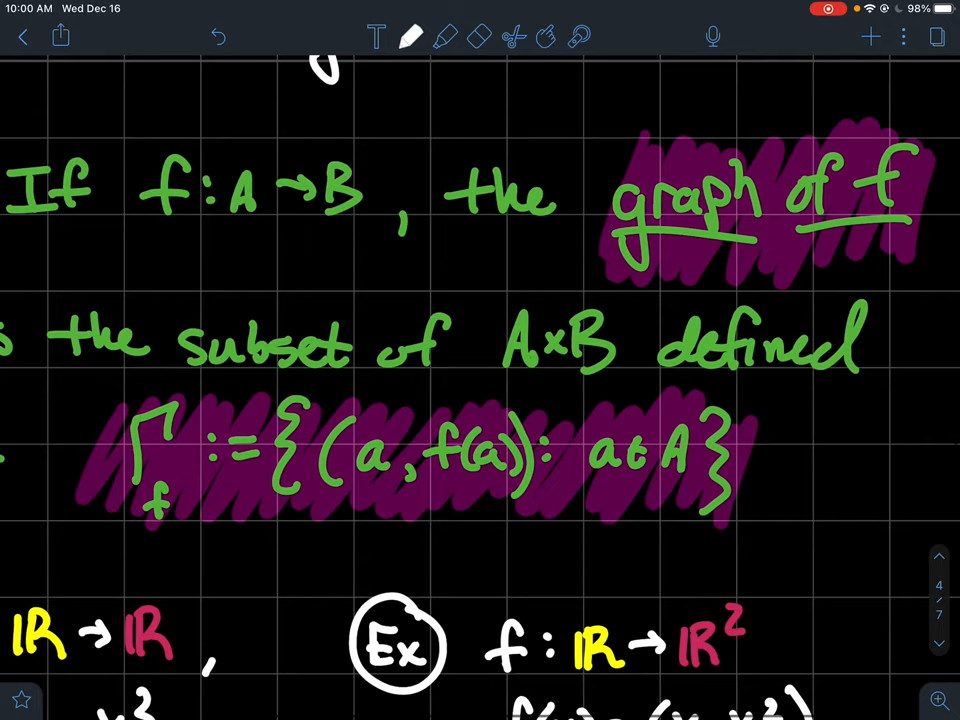 10:00 AM Wed Dec 16
98%
If f : A → B, the graph of f
the subset of A×B defined
Γ_f := {(a, f(a)) : a ∈ A}
ℝ → ℝ, Ex f : ℝ → ℝ²
4
/
7